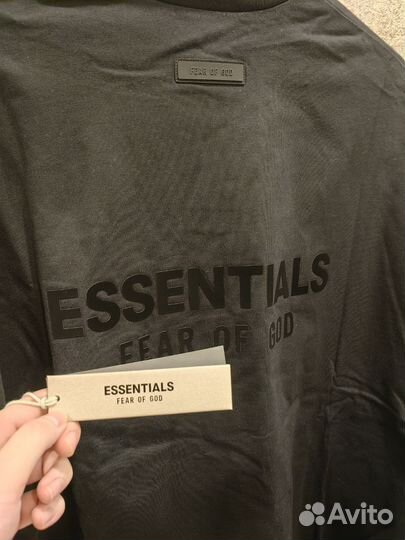 FEAR OF GOD
ESSENTIALS
FEAR OF GOD
ESSENTIALS
FEAR OF GOD
Avito